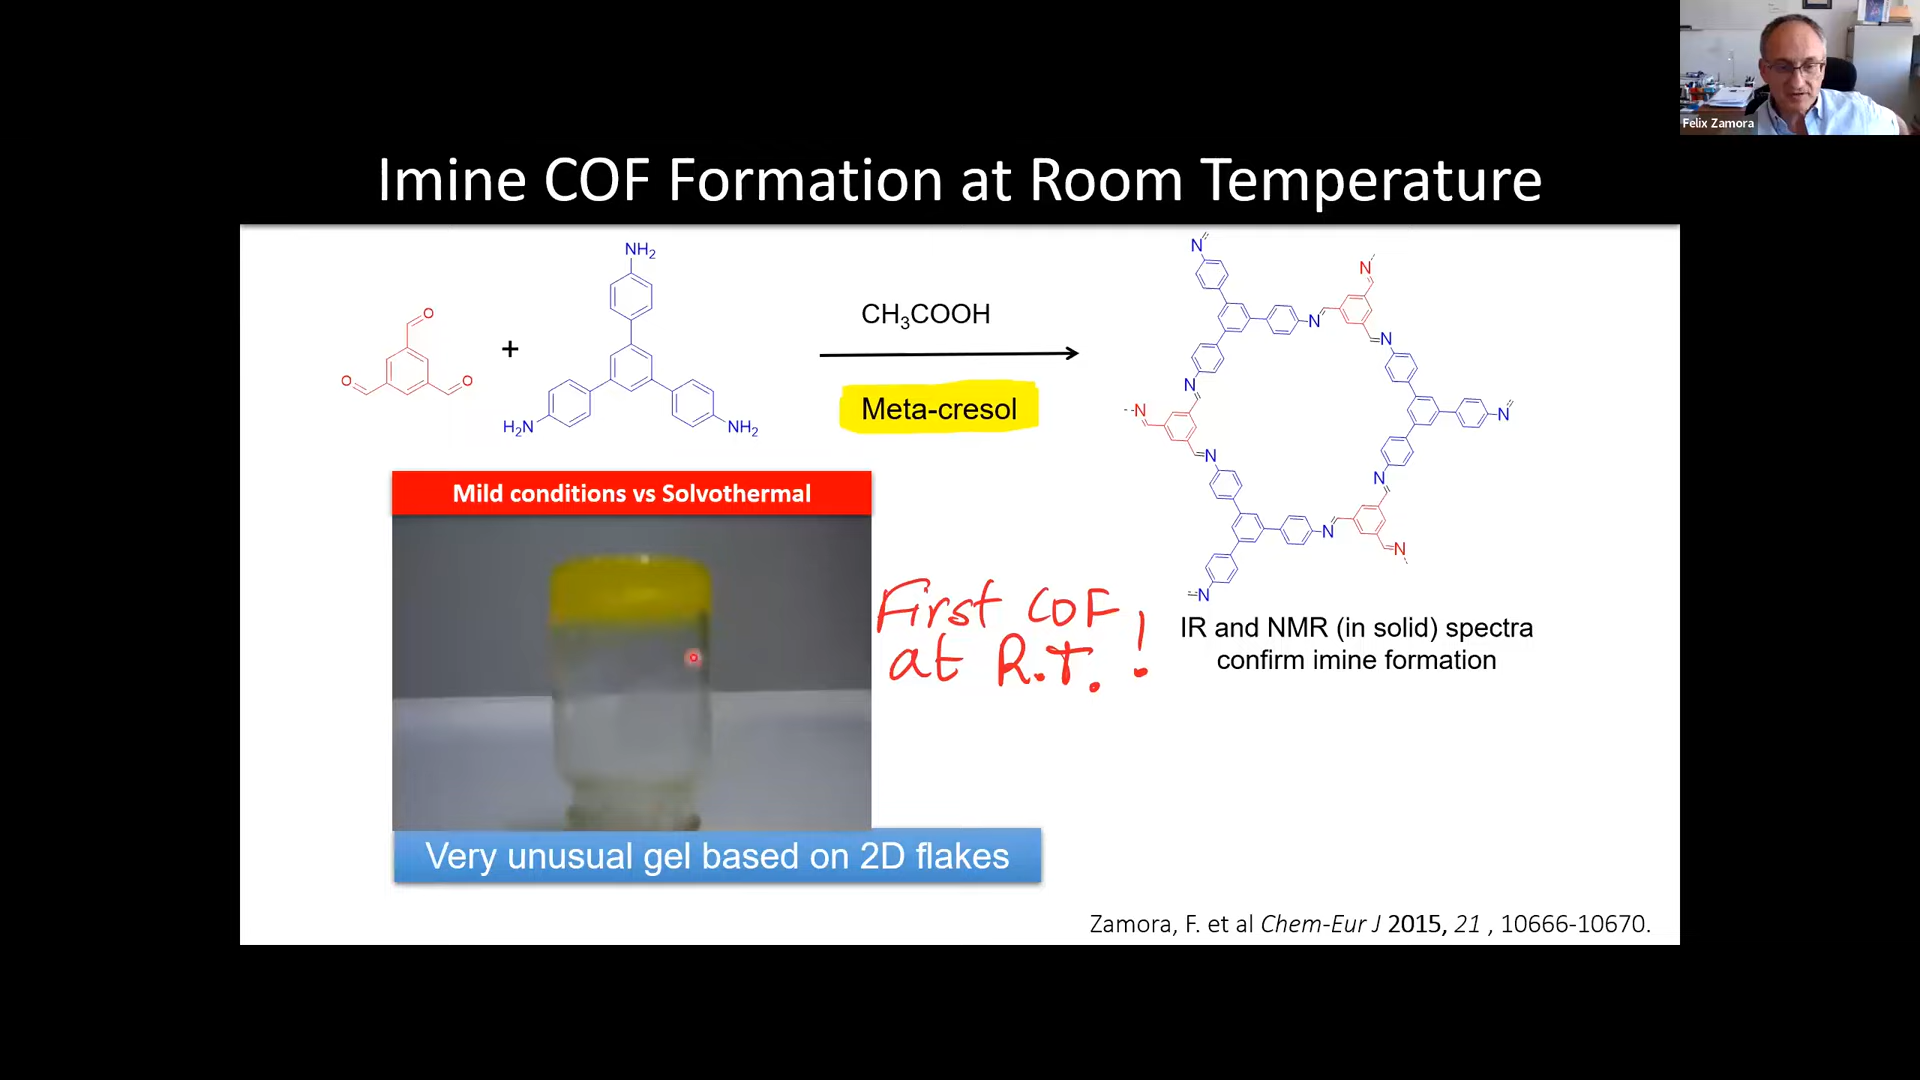 Felix Zamora
Imine COF Formation at Room Temperature
O
O
O
+
NH2
H2N
NH2
CH3COOH
Meta-cresol
N
N
N
N
N
N
N
N
N
N
N
N
Mild conditions vs Solvothermal
First COF
at R.T. !
IR and NMR (in solid) spectra
confirm imine formation
Very unusual gel based on 2D flakes
Zamora, F. et al Chem-Eur J 2015, 21 , 10666-10670.